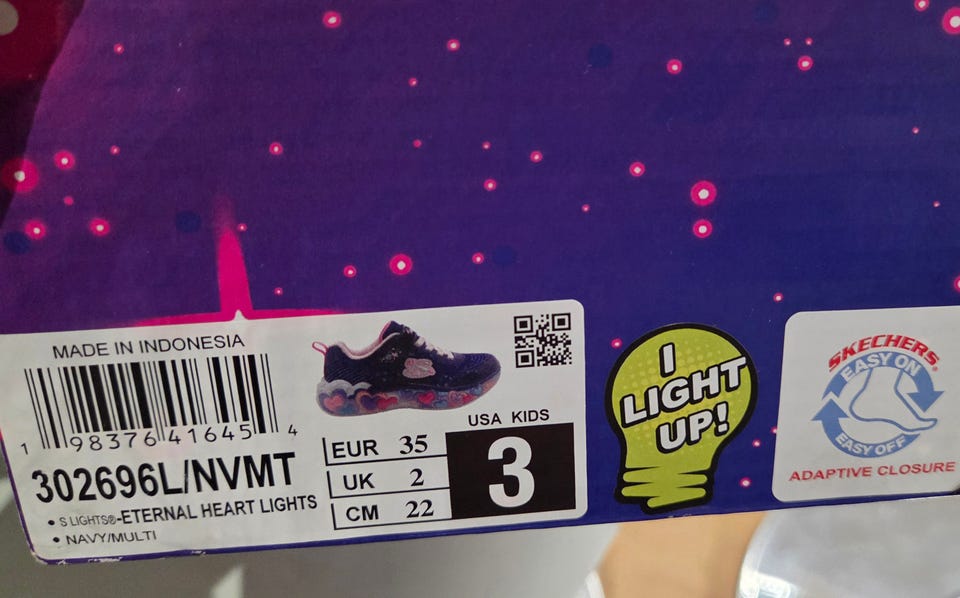 MADE IN INDONESIA
1 98376 41645 4
302696L/NVMT
• S LIGHTS®-ETERNAL HEART LIGHTS
• NAVY/MULTI
USA KIDS
EUR 35
UK 2
CM 22
3
I
LIGHT
UP!
SKECHERS®
EASY ON
EASY OFF
ADAPTIVE CLOSURE